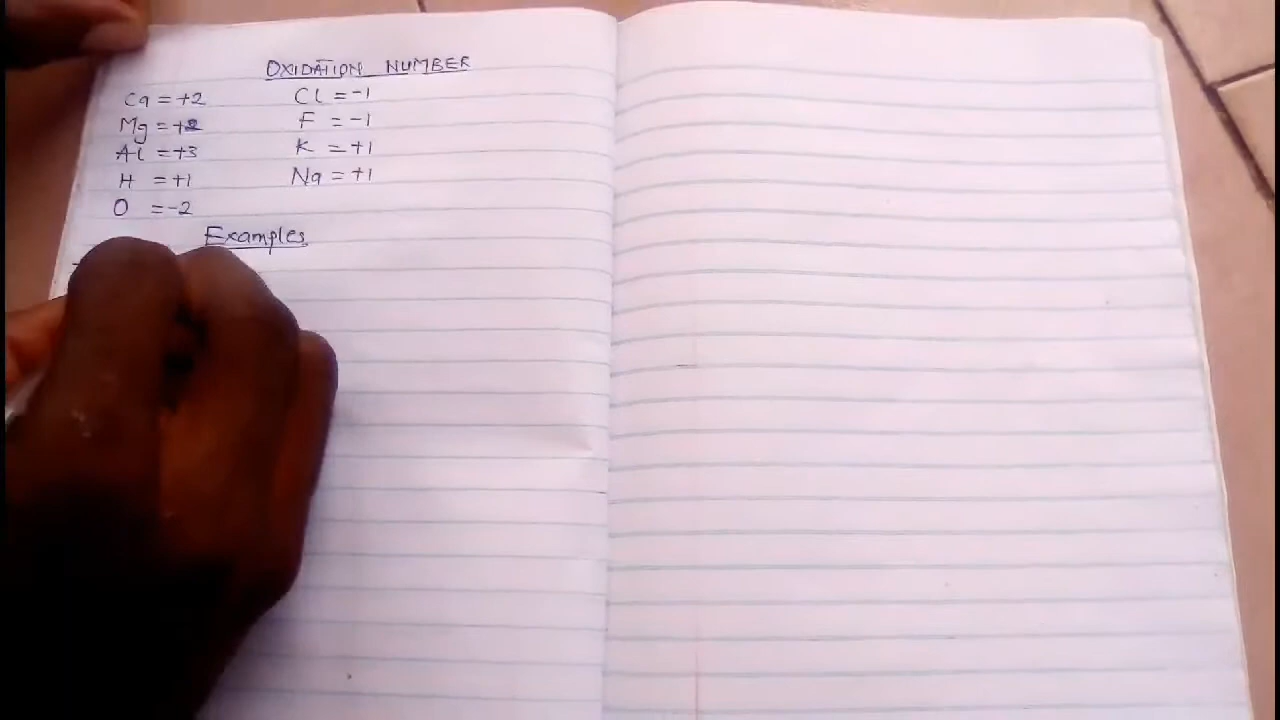 OXIDATION NUMBER
Ca = +2 Cl = -1
Mg = +2 F = -1
Al = +3 K = +1
H = +1 Na = +1
O = -2
Examples